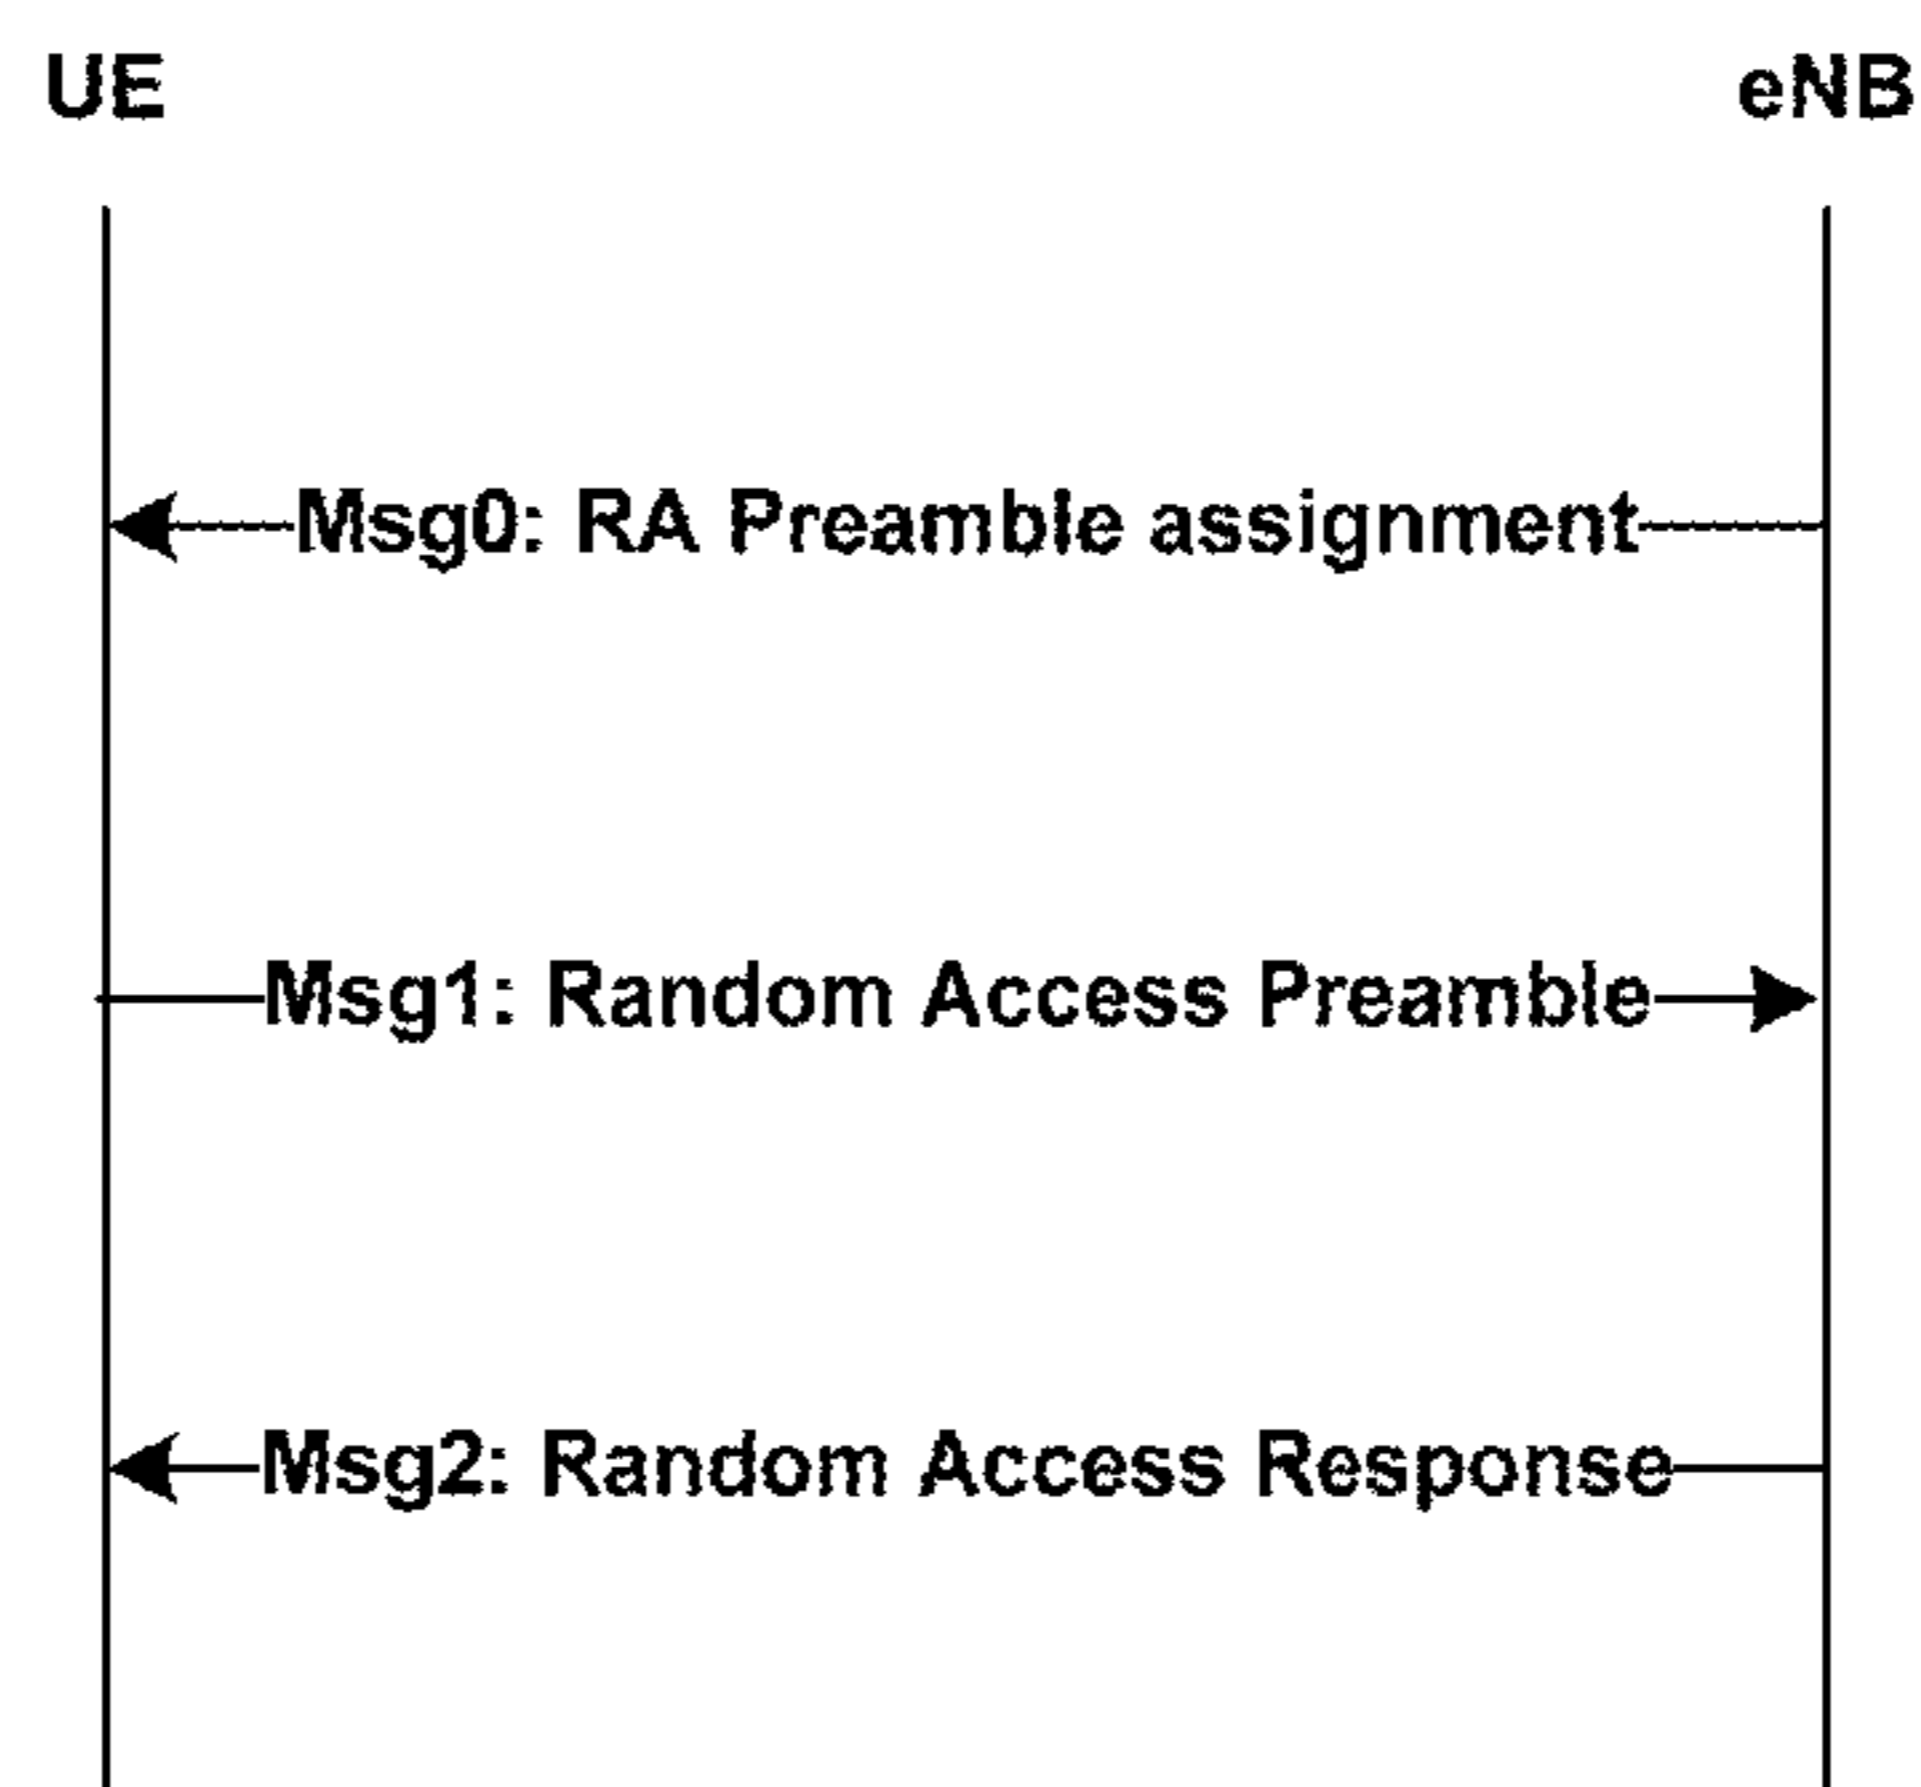 UE eNB
Msg0: RA Preamble assignment
Msg1: Random Access Preamble
Msg2: Random Access Response